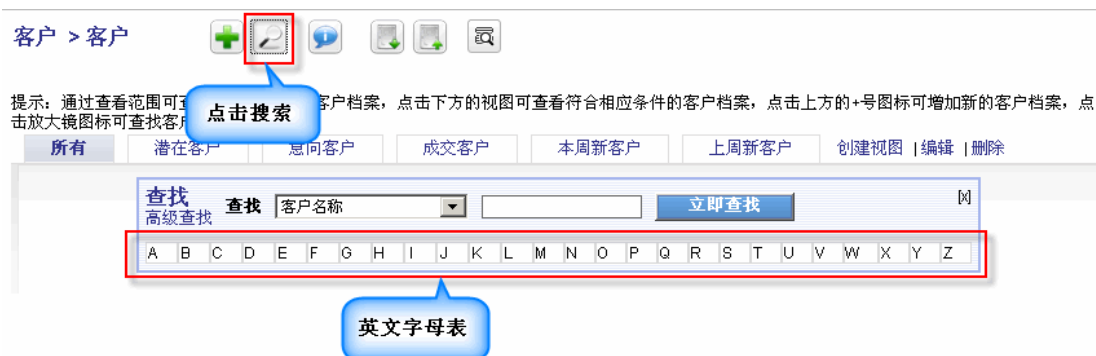 客户 > 客户
点击搜索
提示：通过查看范围可查 客户档案，点击下方的视图可查看符合相应条件的客户档案，点击上方的+号图标可增加新的客户档案，点
击放大镜图标可查找客户
所有 潜在客户 意向客户 成交客户 本周新客户 上周新客户 创建视图 | 编辑 | 删除
查找
高级查找 查找 客户名称 立即查找 [x]
A B C D E F G H I J K L M N O P Q R S T U V W X Y Z
英文字母表